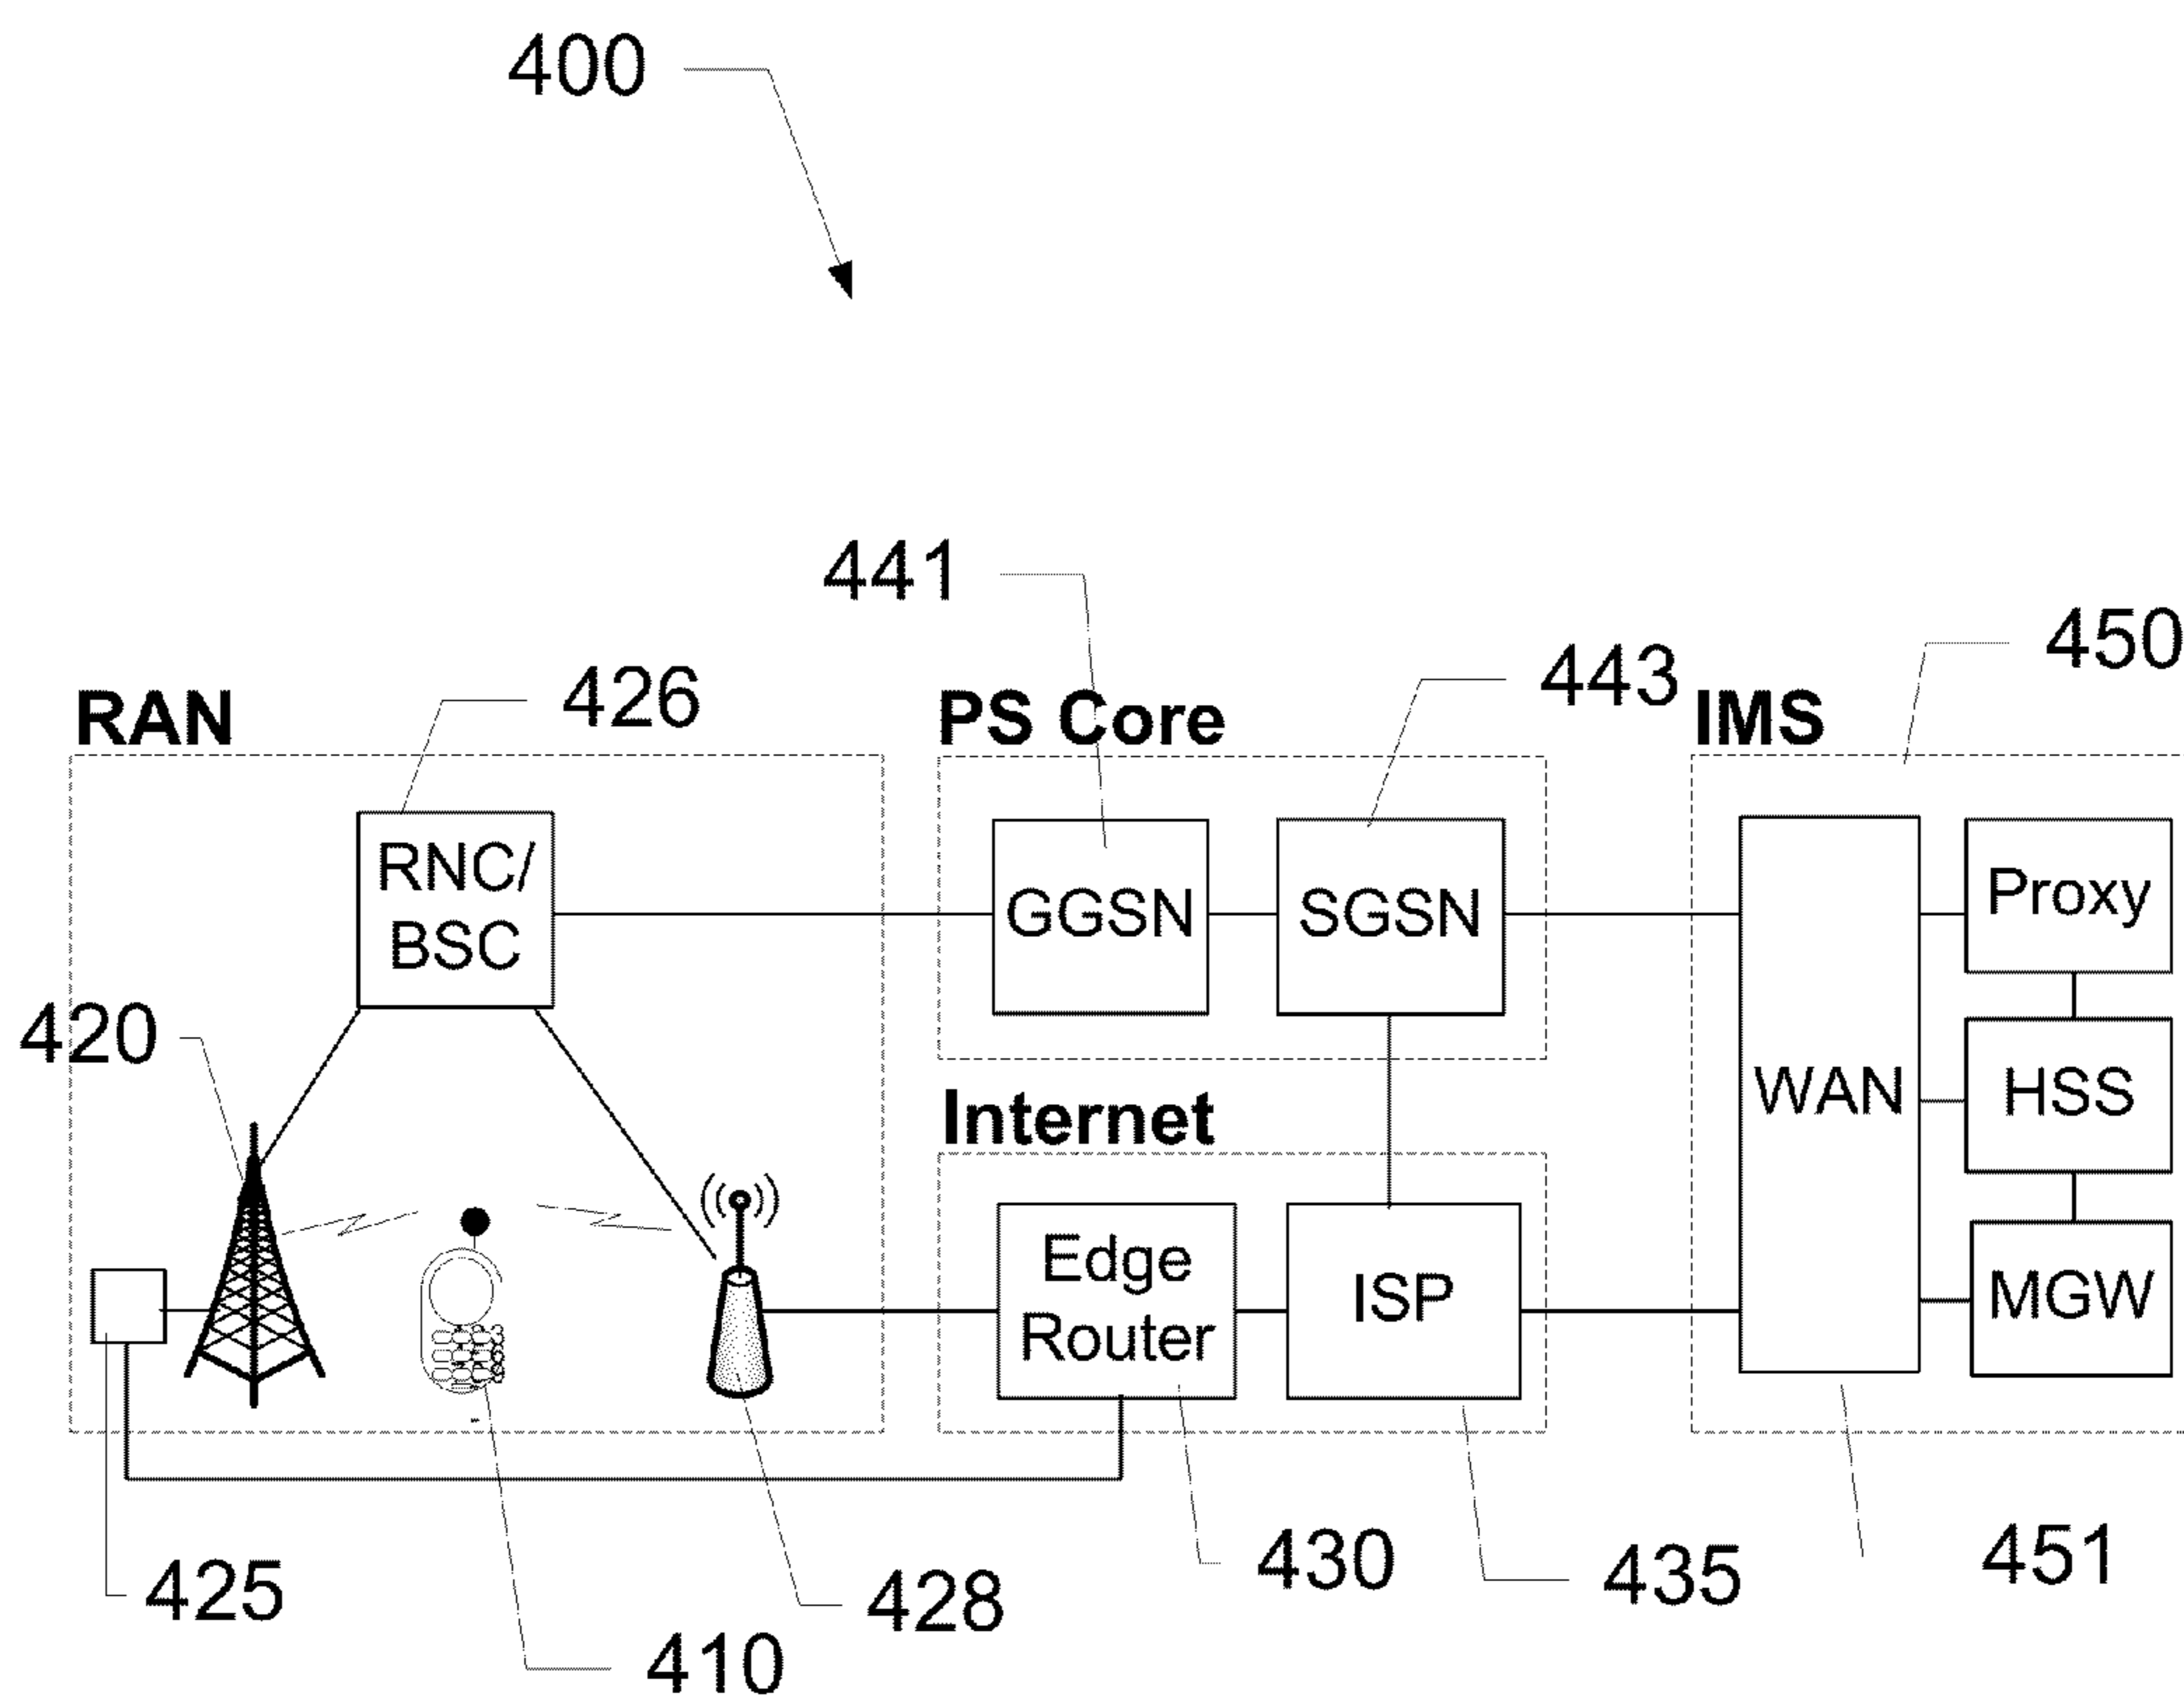 400
441
450
443
426
RAN
PS Core
IMS
RNC/
BSC
GGSN
SGSN
Proxy
420
WAN
HSS
Internet
Edge
Router
ISP
MGW
425
428
430
435
451
410